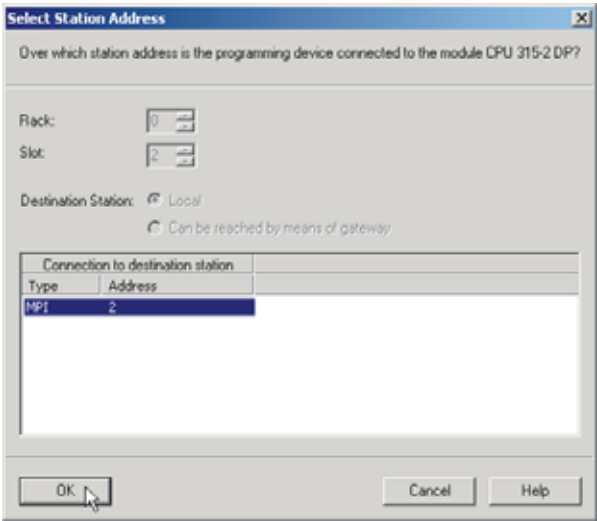 Select Station Address
Over which station address is the programming device connected to the module CPU 315-2 DP?
Rack: 0
Slot: 2
Destination Station: Local
Can be reached by means of gateway
Connection to destination station
Type Address
MPI 2
OK Cancel Help